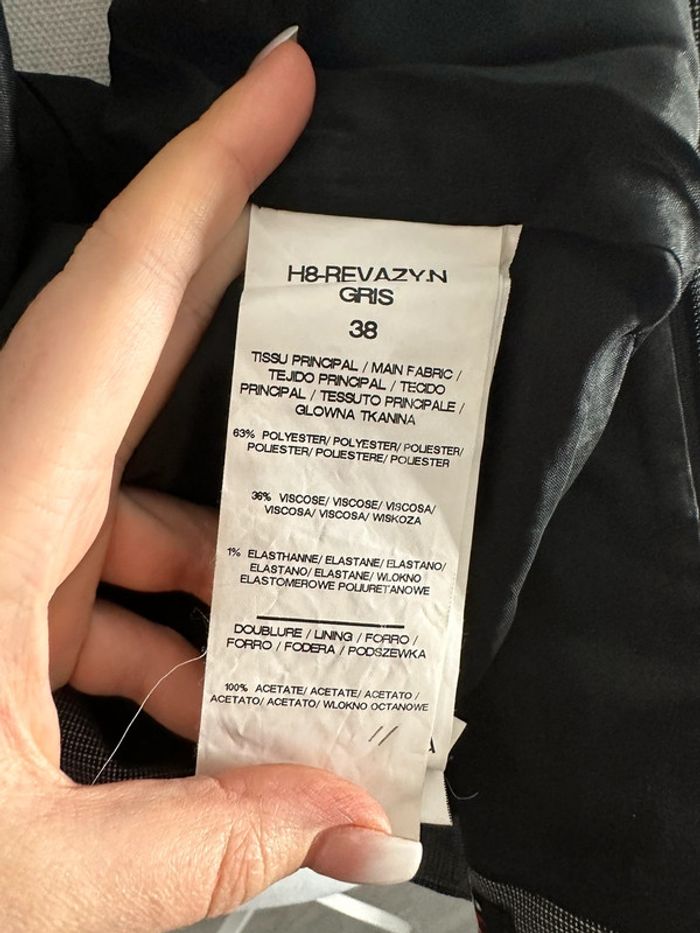 H8-REVAZY.N
GRIS
38
TISSU PRINCIPAL / MAIN FABRIC /
TEJIDO PRINCIPAL / TECIDO
PRINCIPAL / TESSUTO PRINCIPALE /
GLOWNA TKANINA
63% POLYESTER/ POLYESTER/ POLIESTER/
POLIESTER/ POLIESTERE/ POLIESTER
36% VISCOSE/ VISCOSE/ VISCOSA/
VISCOSA/ VISCOSA/ WISKOZA
1% ELASTHANNE/ ELASTANE/ ELASTANO/
ELASTANO/ ELASTANE/ WLOKNO
ELASTOMEROWE POLIURETANOWE
DOUBLURE / LINING / FORRO /
FORRO / FODERA / PODSZEWKA
100% ACETATE/ ACETATE/ ACETATO /
ACETATO/ ACETATO/ WLOKNO OCTANOWE
A